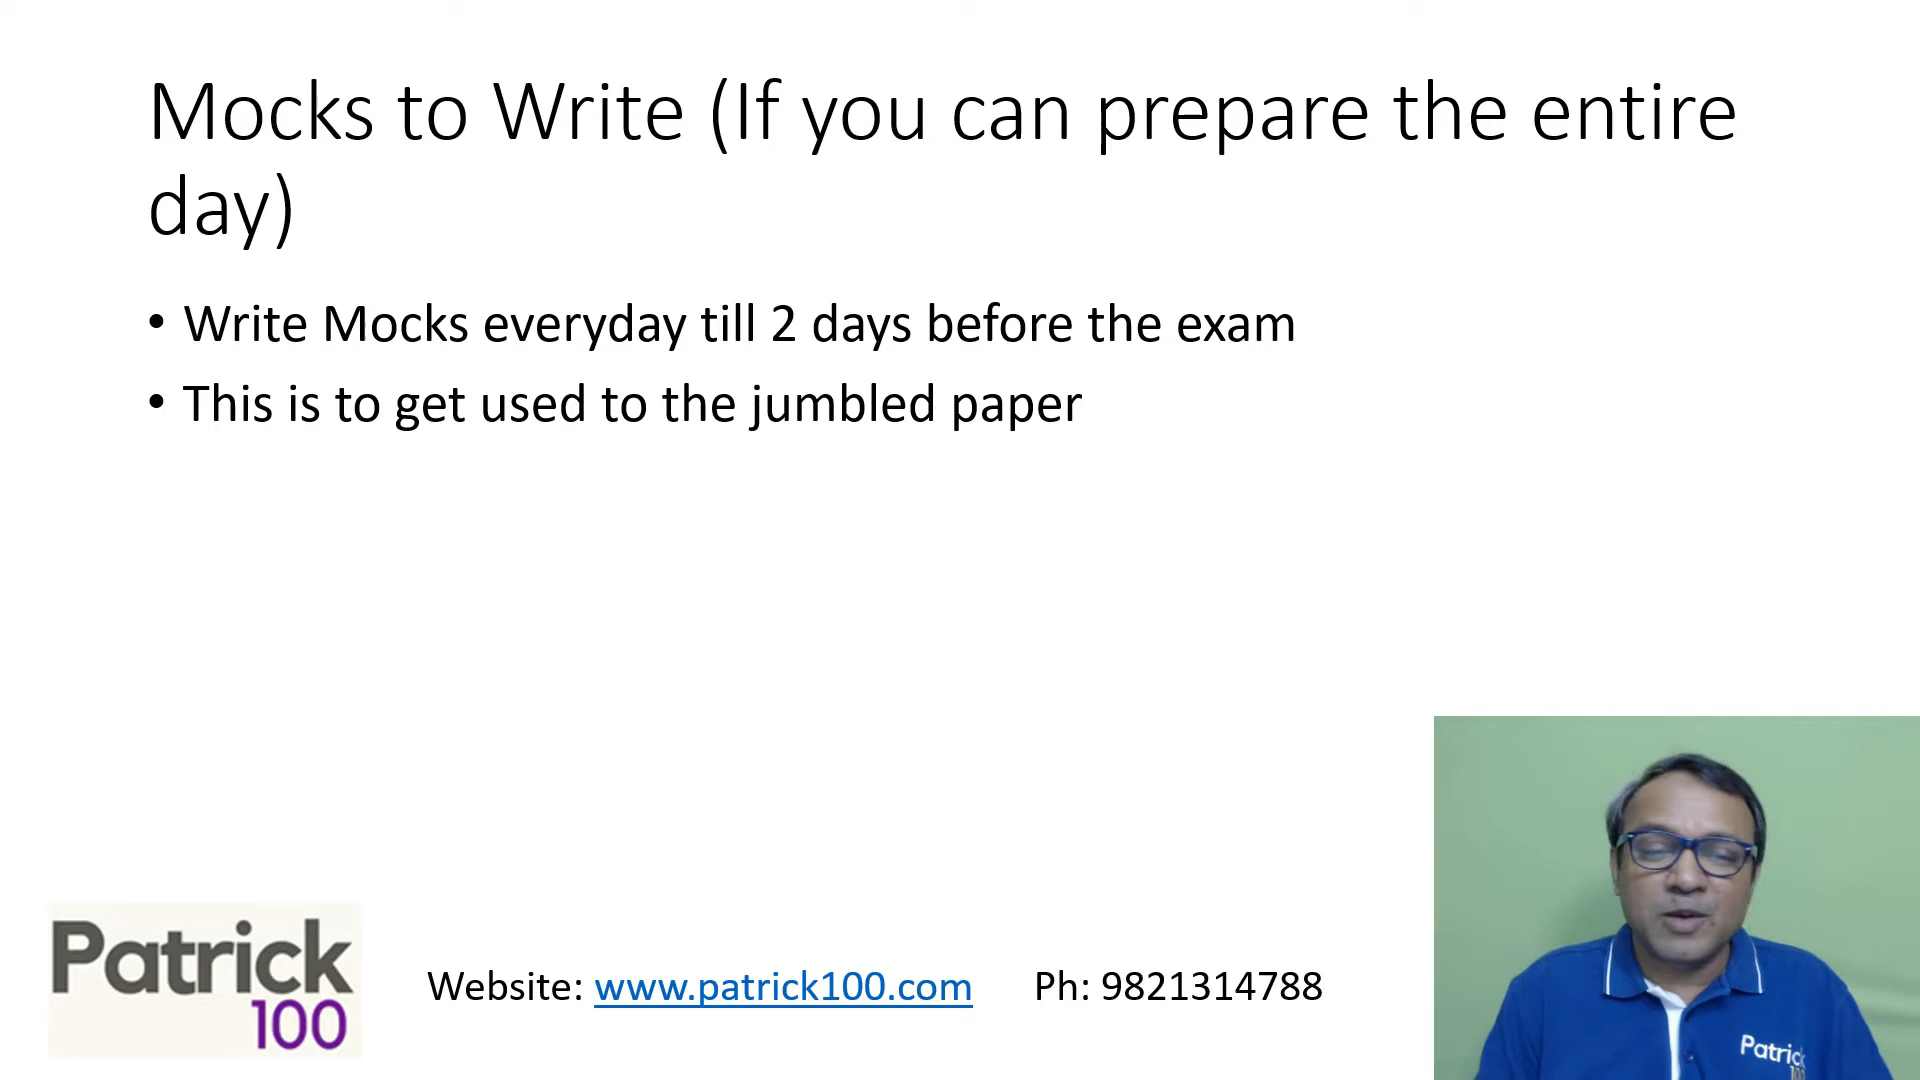 Mocks to Write (If you can prepare the entire
day)
• Write Mocks everyday till 2 days before the exam
• This is to get used to the jumbled paper
Patrick
100
Website: www.patrick100.com Ph: 9821314788
Patrick
100